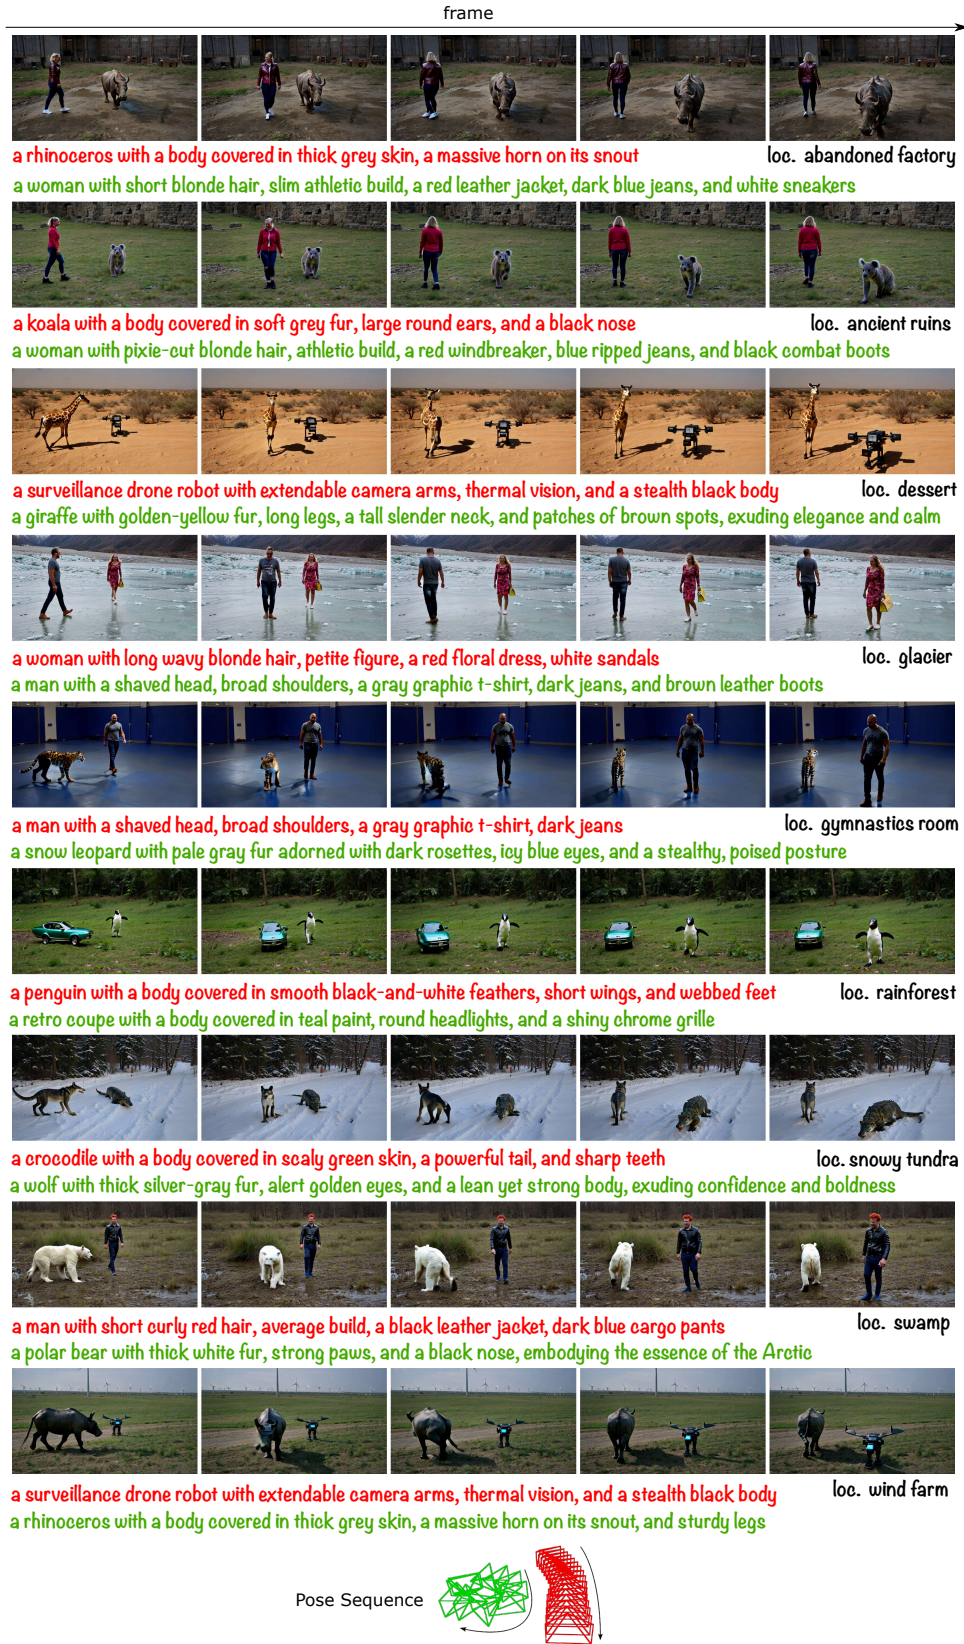 frame
a rhinoceros with a body covered in thick grey skin, a massive horn on its snout
loc. abandoned factory
a woman with short blonde hair, slim athletic build, a red leather jacket, dark blue jeans, and white sneakers
a koala with a body covered in soft grey fur, large round ears, and a black nose
loc. ancient ruins
a woman with pixie-cut blonde hair, athletic build, a red windbreaker, blue ripped jeans, and black combat boots
a surveillance drone robot with extendable camera arms, thermal vision, and a stealth black body
loc. dessert
a giraffe with golden-yellow fur, long legs, a tall slender neck, and patches of brown spots, exuding elegance and calm
a woman with long wavy blonde hair, petite figure, a red floral dress, white sandals
loc. glacier
a man with a shaved head, broad shoulders, a gray graphic t-shirt, dark jeans, and brown leather boots
a man with a shaved head, broad shoulders, a gray graphic t-shirt, dark jeans
loc. gymnastics room
a snow leopard with pale gray fur adorned with dark rosettes, icy blue eyes, and a stealthy, poised posture
a penguin with a body covered in smooth black-and-white feathers, short wings, and webbed feet
loc. rainforest
a retro coupe with a body covered in teal paint, round headlights, and a shiny chrome grille
a crocodile with a body covered in scaly green skin, a powerful tail, and sharp teeth
loc. snowy tundra
a wolf with thick silver-gray fur, alert golden eyes, and a lean yet strong body, exuding confidence and boldness
a man with short curly red hair, average build, a black leather jacket, dark blue cargo pants
loc. swamp
a polar bear with thick white fur, strong paws, and a black nose, embodying the essence of the Arctic
a surveillance drone robot with extendable camera arms, thermal vision, and a stealth black body
loc. wind farm
a rhinoceros with a body covered in thick grey skin, a massive horn on its snout, and sturdy legs
Pose Sequence